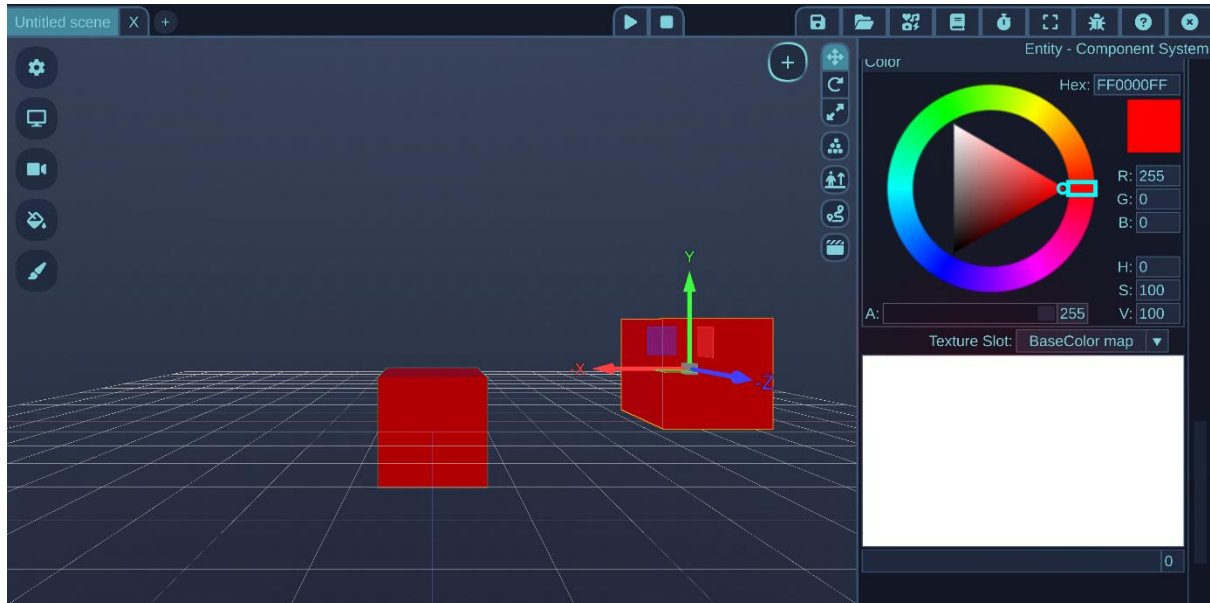 Untitled scene X +
Entity - Component System
Color
Hex: FF0000FF
R: 255
G: 0
B: 0
H: 0
S: 100
A: 255 V: 100
Texture Slot: BaseColor map ▼
Y
-X
-Z
0